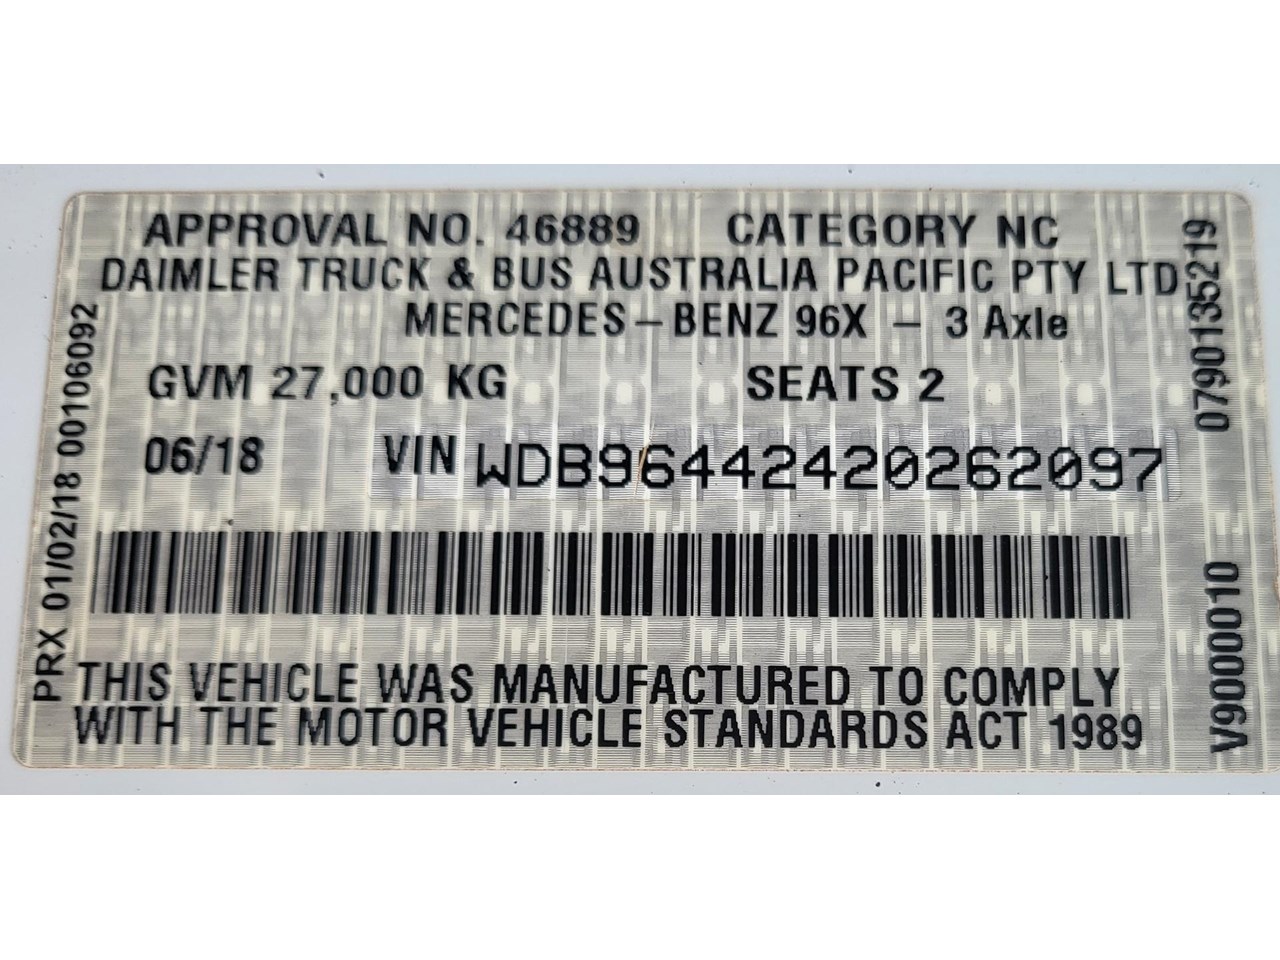 APPROVAL NO. 46889 CATEGORY NC
DAIMLER TRUCK & BUS AUSTRALIA PACIFIC PTY LTD
MERCEDES-BENZ 96X - 3 Axle
GVM 27,000 KG SEATS 2
06/18 VIN WDB96442420262097
THIS VEHICLE WAS MANUFACTURED TO COMPLY
WITH THE MOTOR VEHICLE STANDARDS ACT 1989
PRX 01/02/18 00106092
V9000010 0790135219